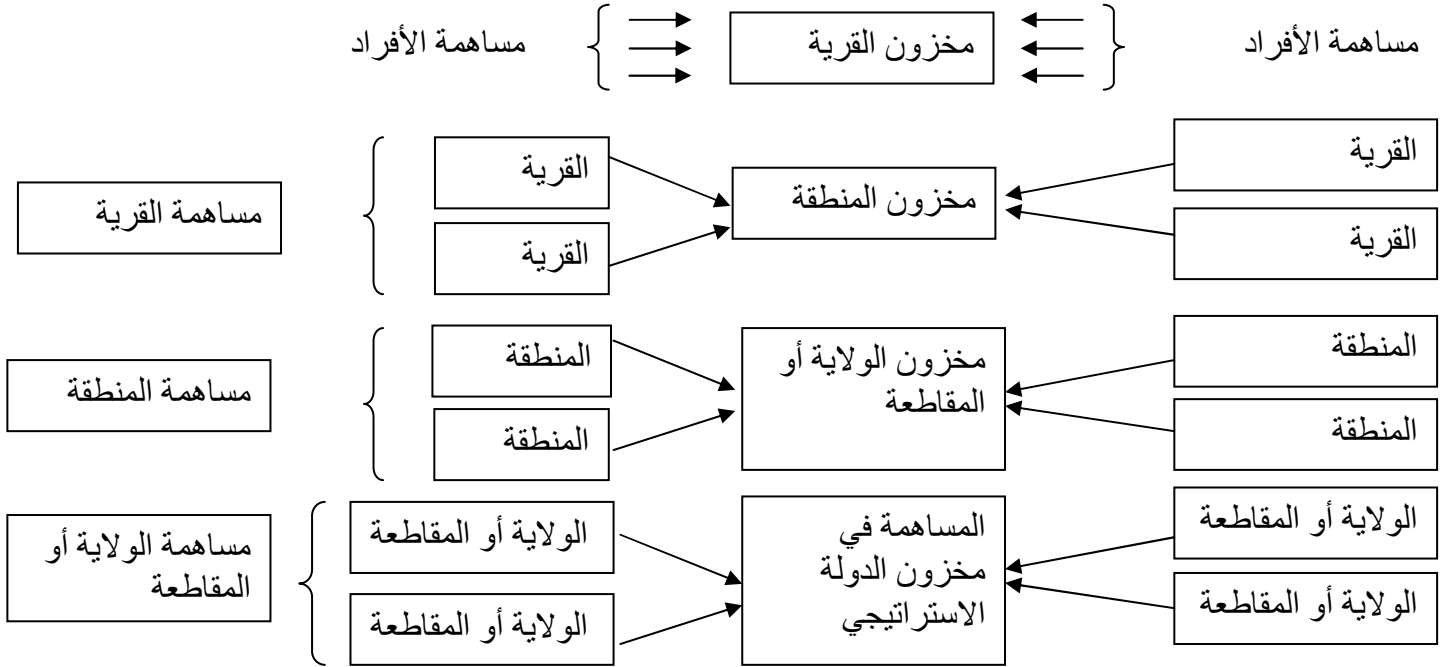 مساهمة الأفراد
مخزون القرية
مساهمة الأفراد
القرية
القرية
مخزون المنطقة
القرية
القرية
مساهمة القرية
المنطقة
المنطقة
مخزون الولاية أو
المقاطعة
المنطقة
المنطقة
مساهمة المنطقة
الولاية أو المقاطعة
الولاية أو المقاطعة
المساهمة في
مخزون الدولة
الاستراتيجي
الولاية أو المقاطعة
الولاية أو المقاطعة
مساهمة الولاية أو
المقاطعة